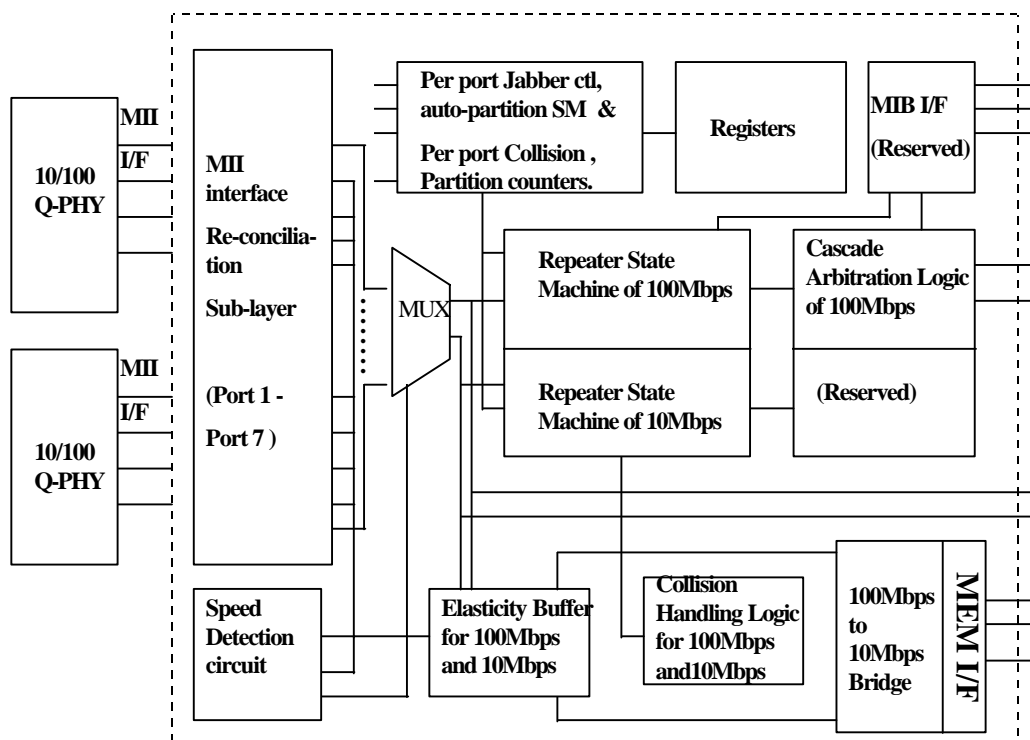 10/100
Q-PHY
MII
I/F
10/100
Q-PHY
MII
I/F
MII
interface
Re-concilia-
tion
Sub-layer
(Port 1 -
Port 7 )
Speed
Detection
circuit
MUX
Per port Jabber ctl,
auto-partition SM &
Per port Collision ,
Partition counters.
Registers
MIB I/F
(Reserved)
Repeater State
Machine of 100Mbps
Cascade
Arbitration Logic
of 100Mbps
Repeater State
Machine of 10Mbps
(Reserved)
Elasticity Buffer
for 100Mbps
and 10Mbps
Collision
Handling Logic
for 100Mbps
and10Mbps
100Mbps
to
10Mbps
Bridge
MEM I/F